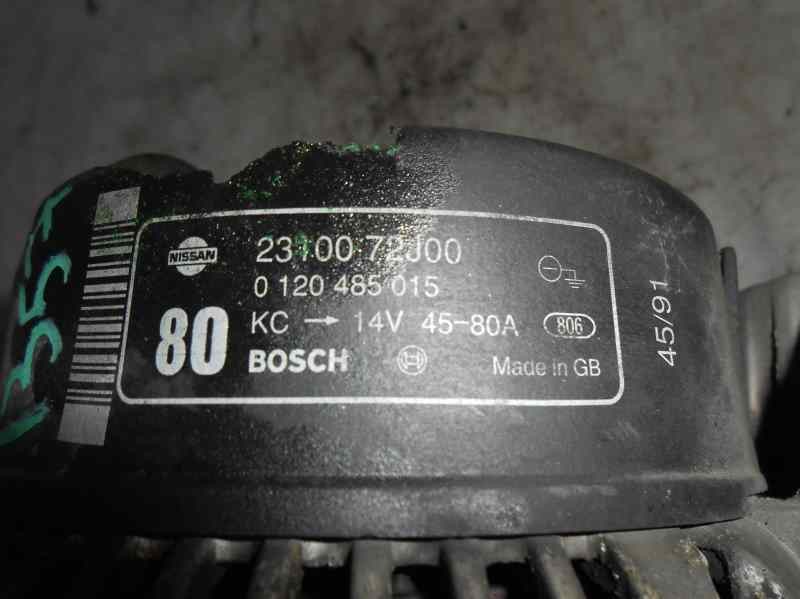 NISSAN 23100 72J00
0 120 485 015
80 KC → 14V 45-80A 806
BOSCH Made in GB
45/91